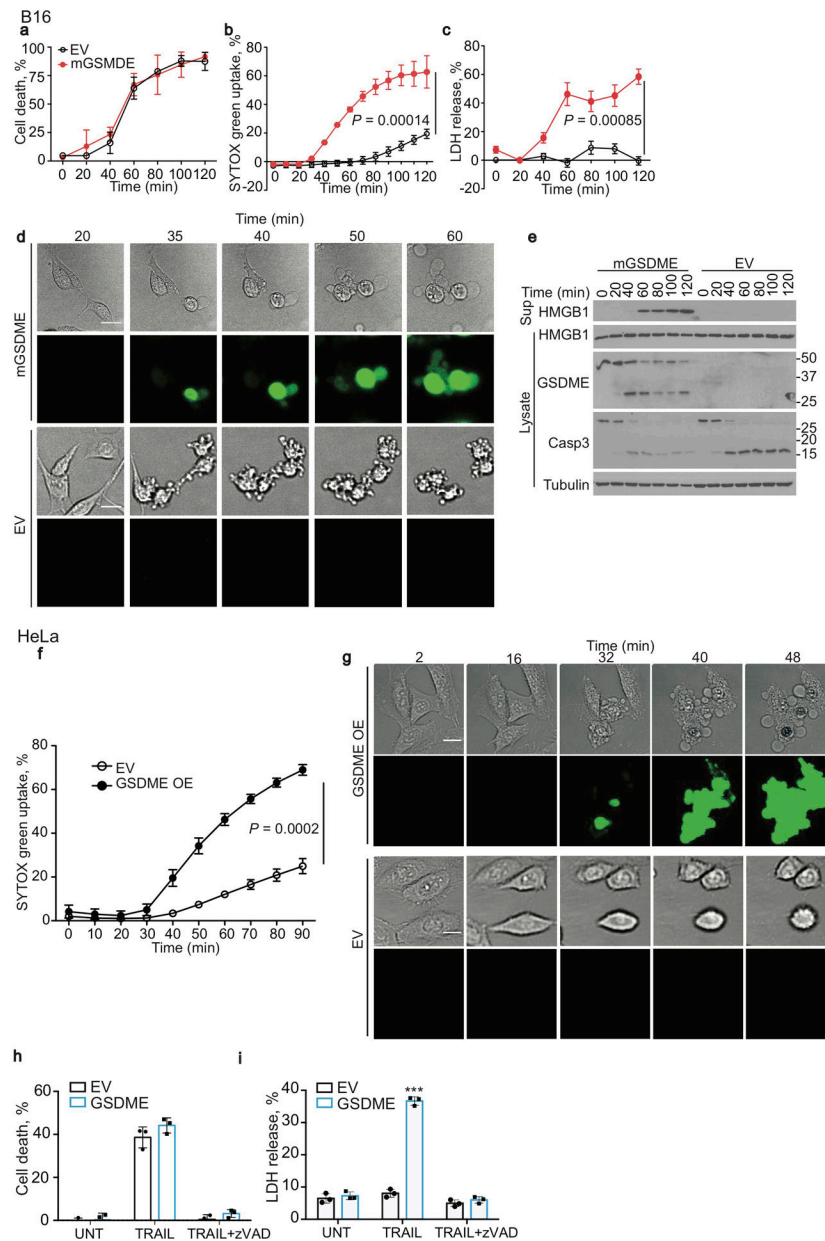 B16
a
EV
mGSMDE
Cell death, %
100
75
50
25
0
0 20 40 60 80 100 120
Time (min)
b
SYTOX green uptake, %
80
60
40
20
0
-20
P = 0.00014
0 20 40 60 80 100 120
Time (min)
c
LDH release, %
80
60
40
20
0
-20
P = 0.00085
0 20 40 60 80 100 120
Time (min)
d
Time (min)
20 35 40 50 60
mGSDME
EV
e
mGSDME EV
Time (min) 0 20 40 60 80 100 120 0 20 40 60 80 100 120
Sup HMGB1
HMGB1
Lysate
GSDME
-50
-37
-25
Casp3
-25
-20
-15
Tubulin
HeLa
f
EV
GSDME OE
SYTOX green uptake, %
80
60
40
20
0
P = 0.0002
0 10 20 30 40 50 60 70 80 90
Time (min)
g
Time (min)
2 16 32 40 48
GSDME OE
EV
h
EV
GSDME
Cell death, %
60
40
20
0
UNT TRAIL TRAIL+zVAD
i
EV
GSDME
***
LDH release, %
40
30
20
10
0
UNT TRAIL TRAIL+zVAD